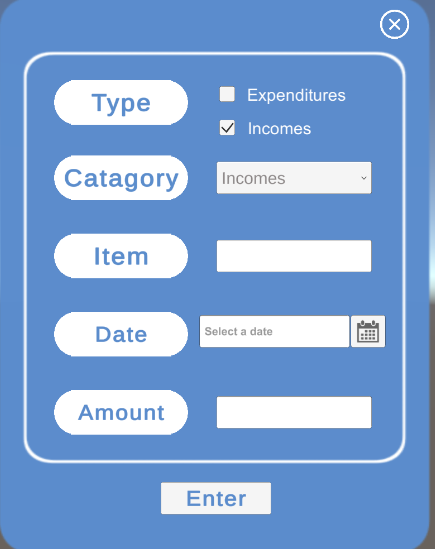 Type
Expenditures
Incomes
Catagory
Incomes
Item
Date
Select a date
Amount
Enter